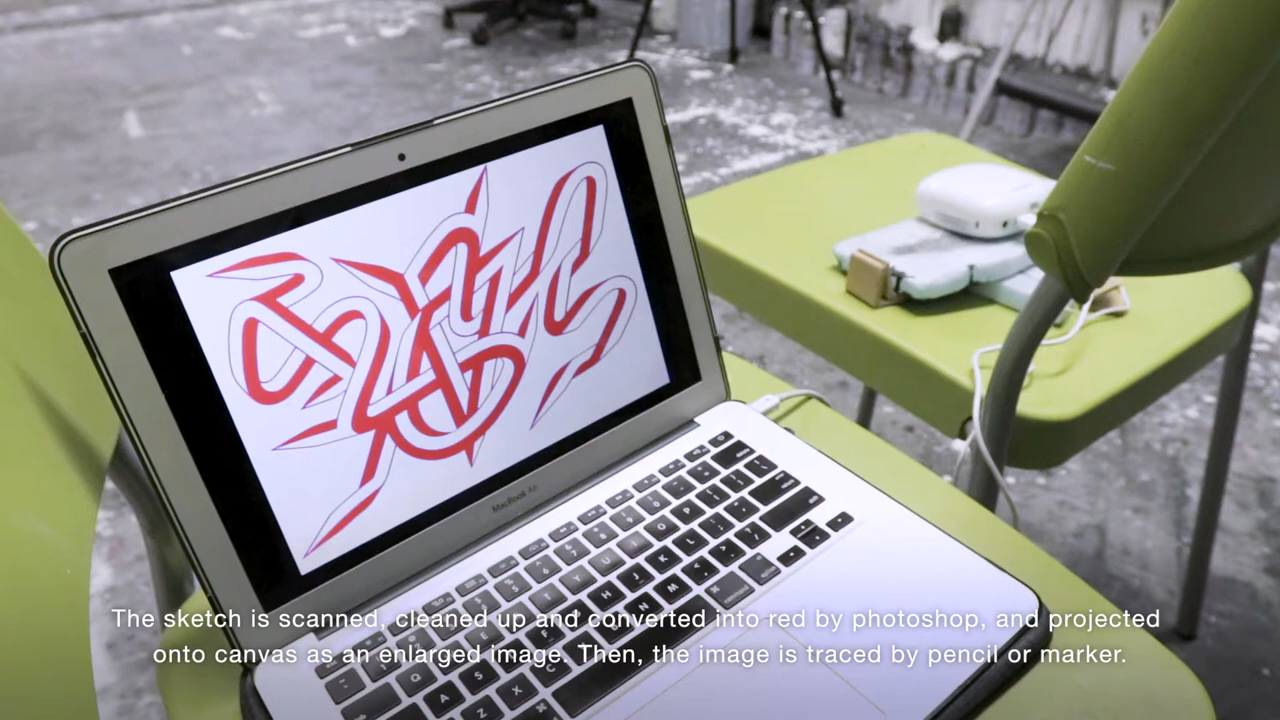 MacBook Air
The sketch is scanned, cleaned up and converted into red by photoshop, and projected
onto canvas as an enlarged image. Then, the image is traced by pencil or marker.